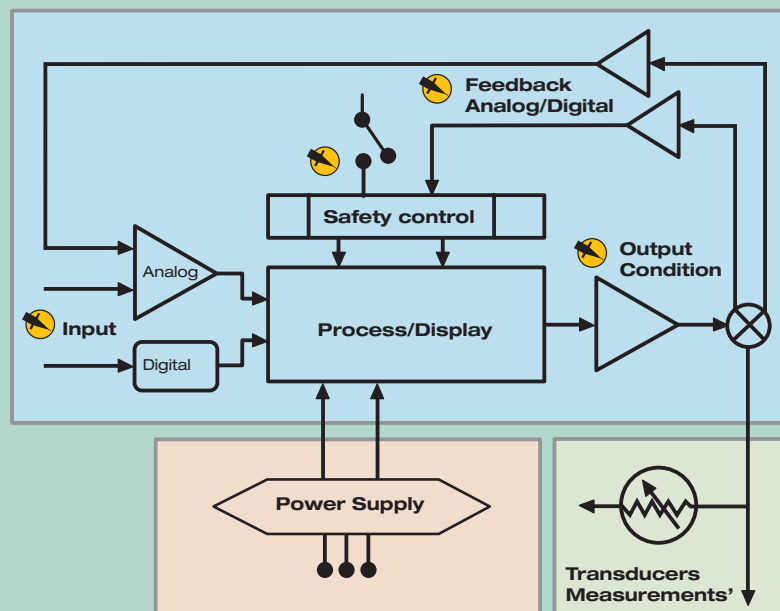 Feedback
Analog/Digital
Safety control
Output
Condition
Analog
Input
Process/Display
Digital
Power Supply
Transducers
Measurements'